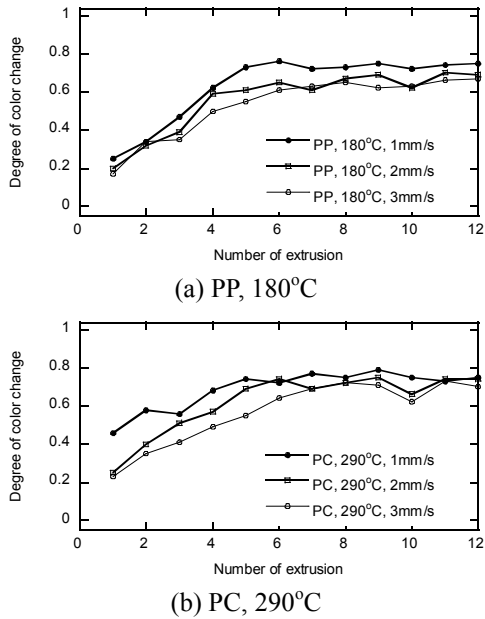 1
0.8
0.6
0.4
0.2
0
Degree of color change
PP, 180°C, 1mm/s
PP, 180°C, 2mm/s
PP, 180°C, 3mm/s
0 2 4 6 8 10 12
Number of extrusion
(a) PP, 180°C
1
0.8
0.6
0.4
0.2
0
Degree of color change
PC, 290°C, 1mm/s
PC, 290°C, 2mm/s
PC, 290°C, 3mm/s
0 2 4 6 8 10 12
Number of extrusion
(b) PC, 290°C